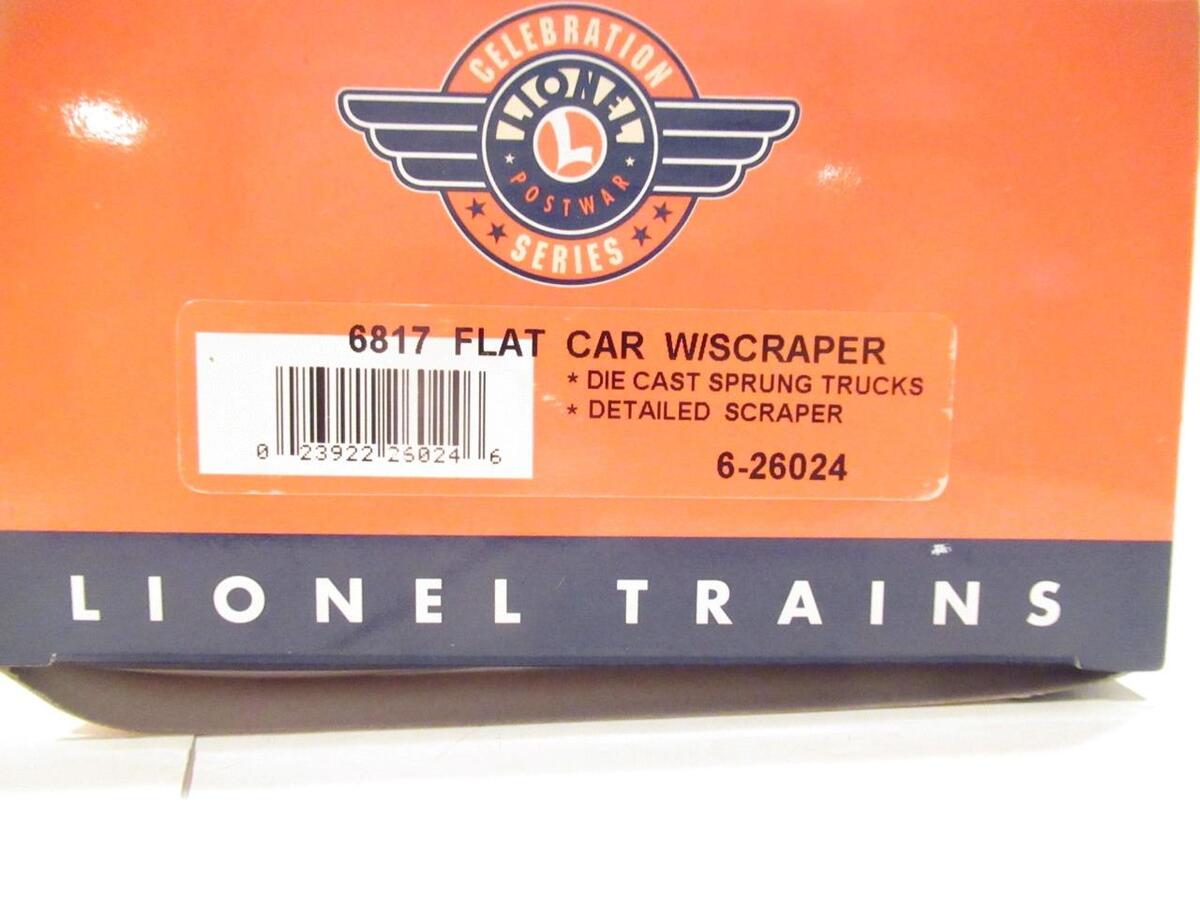 CELEBRATION
LIONEL
L
POSTWAR
SERIES
6817 FLAT CAR W/SCRAPER
* DIE CAST SPRUNG TRUCKS
* DETAILED SCRAPER
0 23922 26024 6
6-26024
LIONEL TRAINS